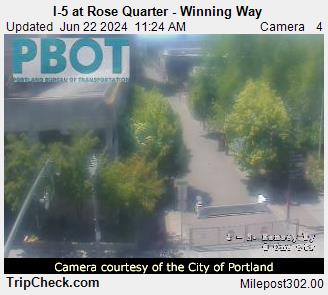 I-5 at Rose Quarter - Winning Way
Updated Jun 22 2024 11:24 AM Camera 4
PBOT
PORTLAND BUREAU OF TRANSPORTATION
Camera courtesy of the City of Portland
TripCheck.com Milepost302.00